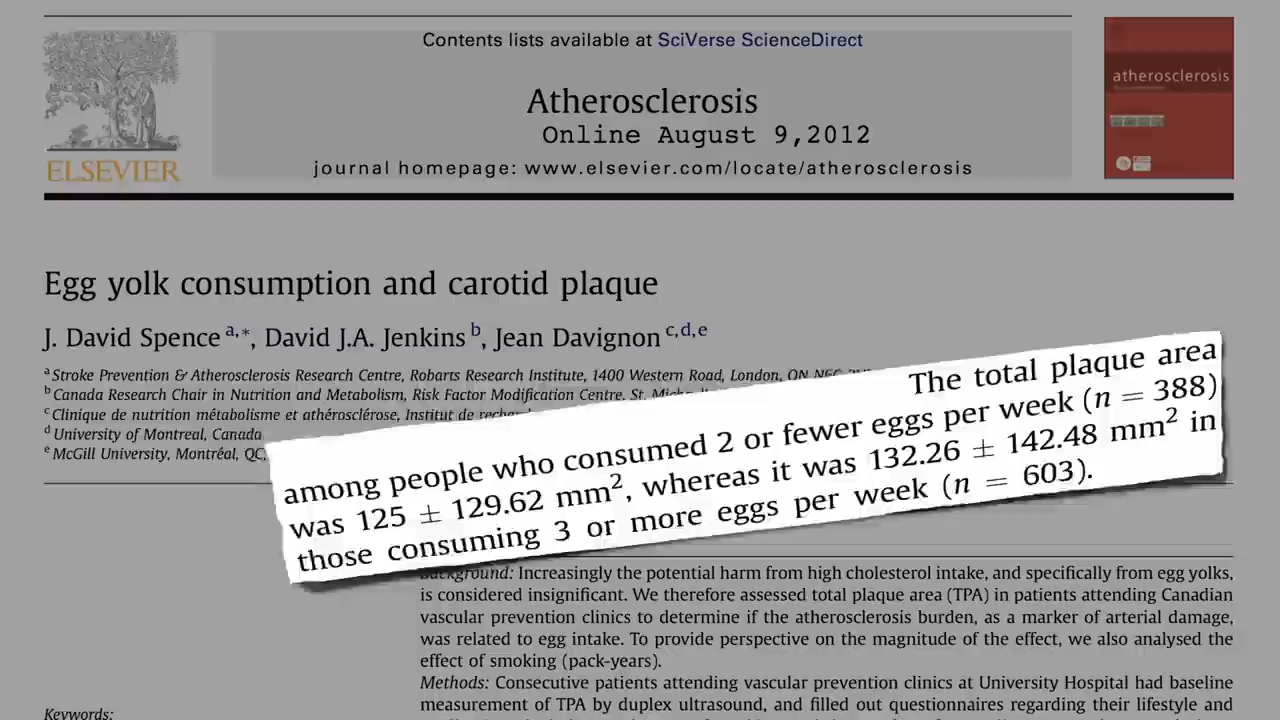 Contents lists available at SciVerse ScienceDirect
Atherosclerosis
Online August 9,2012
journal homepage: www.elsevier.com/locate/atherosclerosis
ELSEVIER
atherosclerosis
Egg yolk consumption and carotid plaque
J. David Spence a,*, David J.A. Jenkins b, Jean Davignon c,d,e
a Stroke Prevention & Atherosclerosis Research Centre, Robarts Research Institute, 1400 Western Road, London, ON
b Canada Research Chair in Nutrition and Metabolism, Risk Factor Modification Centre, St.
c Clinique de nutrition métabolisme et athérosclérose, Institut de
d University of Montreal, Canada
e McGill University, Montréal, QC,
The total plaque area
among people who consumed 2 or fewer eggs per week (n = 388)
was 125 ± 129.62 mm², whereas it was 132.26 ± 142.48 mm² in
those consuming 3 or more eggs per week (n = 603).
Background: Increasingly the potential harm from high cholesterol intake, and specifically from egg yolks,
is considered insignificant. We therefore assessed total plaque area (TPA) in patients attending Canadian
vascular prevention clinics to determine if the atherosclerosis burden, as a marker of arterial damage,
was related to egg intake. To provide perspective on the magnitude of the effect, we also analysed the
effect of smoking (pack-years).
Methods: Consecutive patients attending vascular prevention clinics at University Hospital had baseline
measurement of TPA by duplex ultrasound, and filled out questionnaires regarding their lifestyle and
Keywords: